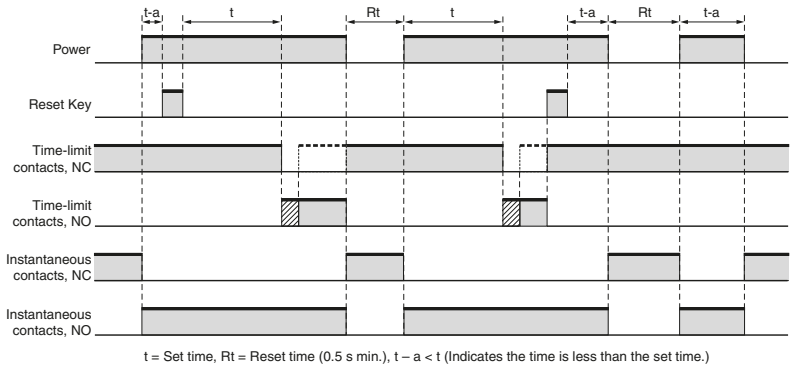 t-a t Rt t t-a Rt t-a
Power
Reset Key
Time-limit
contacts, NC
Time-limit
contacts, NO
Instantaneous
contacts, NC
Instantaneous
contacts, NO
t = Set time, Rt = Reset time (0.5 s min.), t – a < t (Indicates the time is less than the set time.)